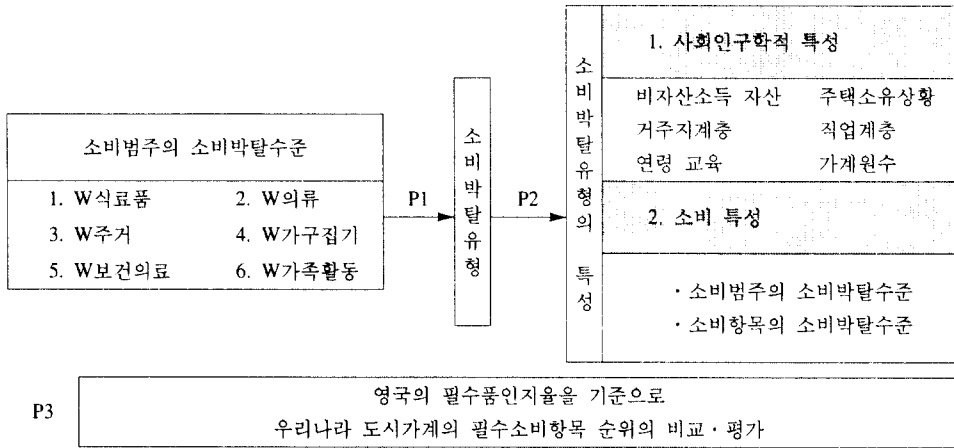 소비범주의 소비박탈수준
1. W식료품 2. W의류
3. W주거 4. W가구집기
5. W보건의료 6. W가족활동
P1
소비박탈유형
P2
소비박탈유형의 특성
1. 사회인구학적 특성
비자산소득 자산 주택소유상황
거주지계층 직업계층
연령 교육 가계원수
2. 소비 특성
· 소비범주의 소비박탈수준
· 소비항목의 소비박탈수준
P3
영국의 필수품인지율을 기준으로
우리나라 도시가계의 필수소비항목 순위의 비교 · 평가